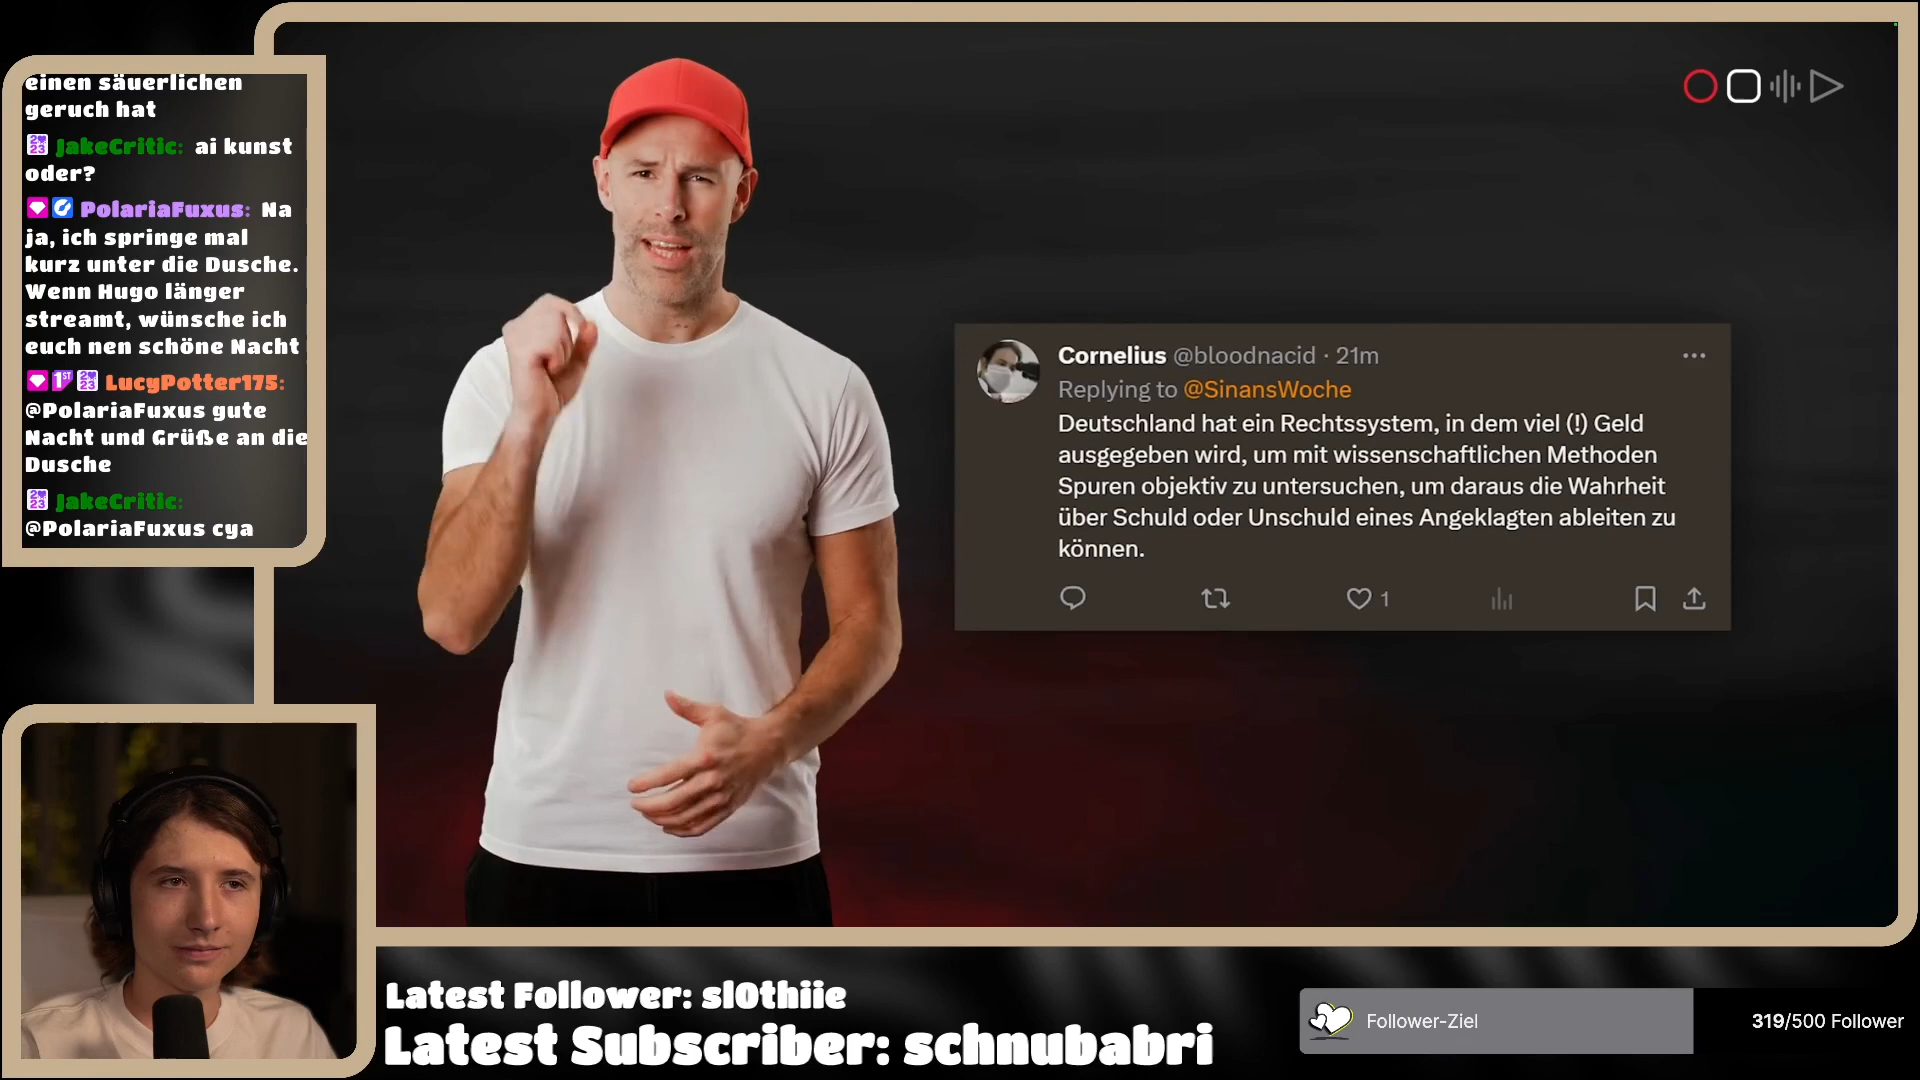 einen säuerlichen
geruch hat
JakeCritic: ai kunst
oder?
PolariaFuxus: Na
ja, ich springe mal
kurz unter die Dusche.
Wenn Hugo länger
streamt, wünsche ich
euch nen schöne Nacht
1ST 2023 LucyPotter175:
@PolariaFuxus gute
Nacht und Grüße an die
Dusche
JakeCritic:
@PolariaFuxus cya
Cornelius @bloodnacid · 21m
Replying to @SinansWoche
Deutschland hat ein Rechtssystem, in dem viel (!) Geld
ausgegeben wird, um mit wissenschaftlichen Methoden
Spuren objektiv zu untersuchen, um daraus die Wahrheit
über Schuld oder Unschuld eines Angeklagten ableiten zu
können.
1
Latest Follower: sl0thiie
Latest Subscriber: schnubabri
Follower-Ziel
319/500 Follower